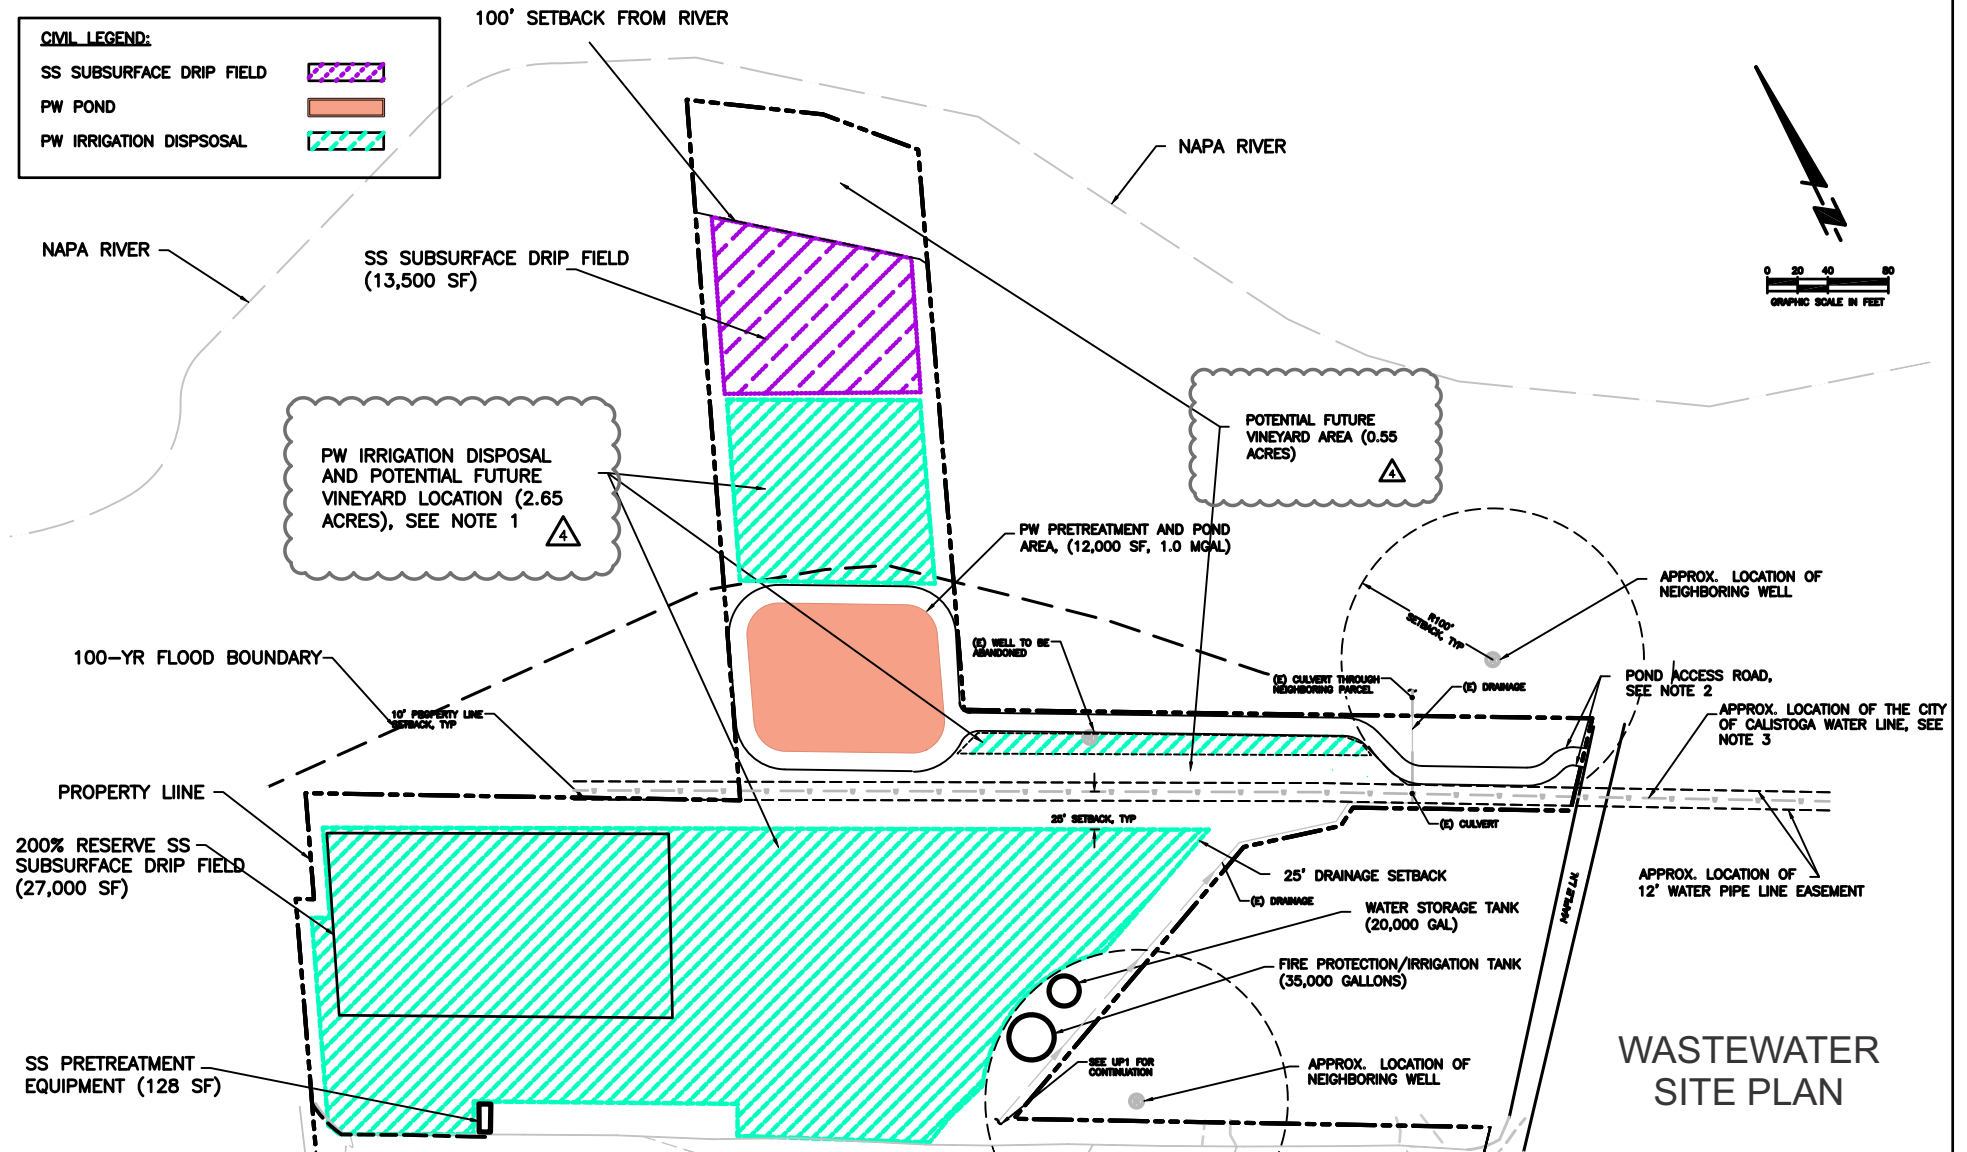 CIVIL LEGEND:
SS SUBSURFACE DRIP FIELD
PW POND
PW IRRIGATION DISPSOSAL
100' SETBACK FROM RIVER
NAPA RIVER
NAPA RIVER
0 20 40 80
GRAPHIC SCALE IN FEET
SS SUBSURFACE DRIP FIELD
(13,500 SF)
PW IRRIGATION DISPOSAL
AND POTENTIAL FUTURE
VINEYARD LOCATION (2.65
ACRES), SEE NOTE 1
4
POTENTIAL FUTURE
VINEYARD AREA (0.55
ACRES)
4
PW PRETREATMENT AND POND
AREA, (12,000 SF, 1.0 MGAL)
APPROX. LOCATION OF
NEIGHBORING WELL
R100'
SETBACK, TYP
(E) WELL TO BE
ABANDONED
100-YR FLOOD BOUNDARY
(E) CULVERT THROUGH
NEIGHBORING PARCEL
(E) DRAINAGE
POND ACCESS ROAD,
SEE NOTE 2
10' PROPERTY LINE
SETBACK, TYP
APPROX. LOCATION OF THE CITY
OF CALISTOGA WATER LINE, SEE
NOTE 3
PROPERTY LIINE
25' SETBACK, TYP
(E) CULVERT
200% RESERVE SS
SUBSURFACE DRIP FIELD
(27,000 SF)
25' DRAINAGE SETBACK
(E) DRAINAGE
APPROX. LOCATION OF
12' WATER PIPE LINE EASEMENT
MAPLE LN.
WATER STORAGE TANK
(20,000 GAL)
FIRE PROTECTION/IRRIGATION TANK
(35,000 GALLONS)
SS PRETREATMENT
EQUIPMENT (128 SF)
SEE UP1 FOR
CONTINUATION
APPROX. LOCATION OF
NEIGHBORING WELL
WASTEWATER
SITE PLAN